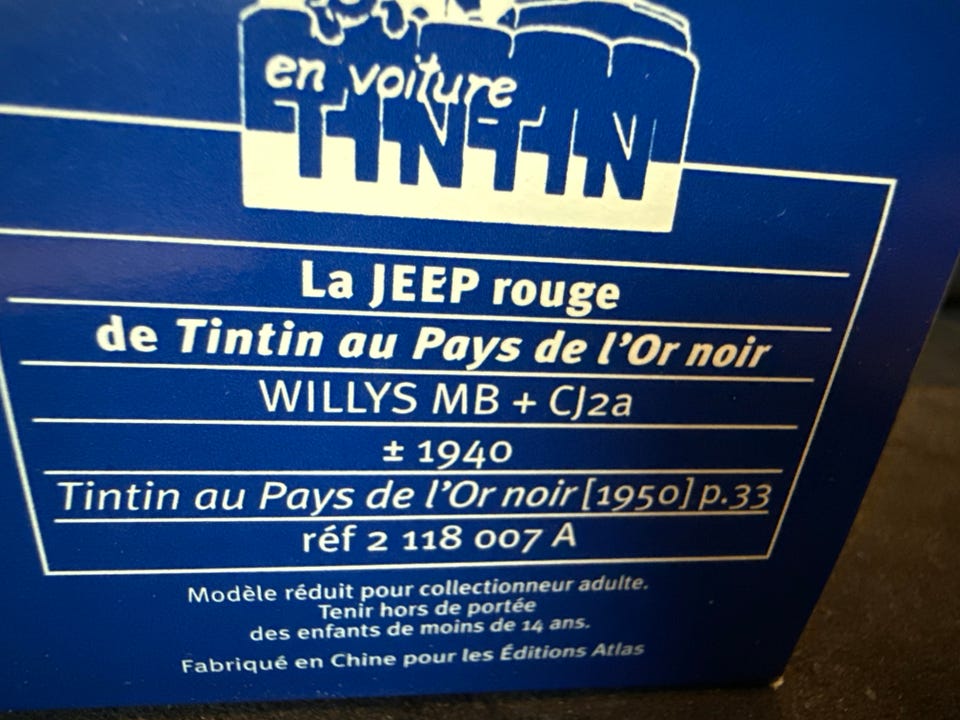 en voiture
TINTIN
La JEEP rouge
de Tintin au Pays de l'Or noir
WILLYS MB + CJ2a
± 1940
Tintin au Pays de l'Or noir [1950] p.33
réf 2 118 007 A
Modèle réduit pour collectionneur adulte.
Tenir hors de portée
des enfants de moins de 14 ans.
Fabriqué en Chine pour les Éditions Atlas